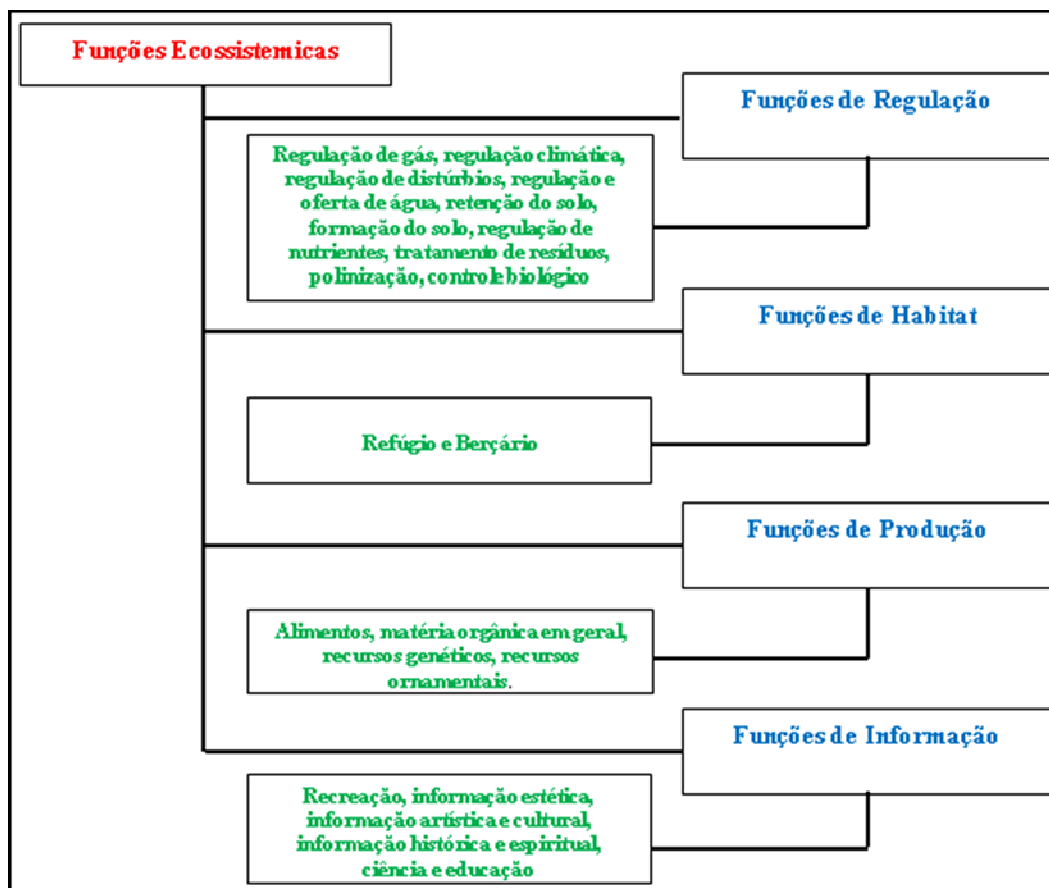 Funções Ecossistemicas
Funções de Regulação
Regulação de gás, regulação climática,
regulação de distúrbios, regulação e
oferta de água, retenção do solo,
formação do solo, regulação de
nutrientes, tratamento de resíduos,
polinização, controle biológico
Funções de Habitat
Refúgio e Berçário
Funções de Produção
Alimentos, matéria orgânica em geral,
recursos genéticos, recursos
ornamentais.
Funções de Informação
Recreação, informação estética,
informação artística e cultural,
informação histórica e espiritual,
ciência e educação